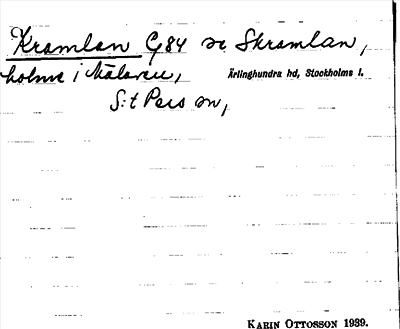 Kramlan G84 se Skramlan,
holme i Mälaren, Ärlinghundra hd, Stockholms l.
S:t Pers sn,
KARIN OTTOSSON 1939.